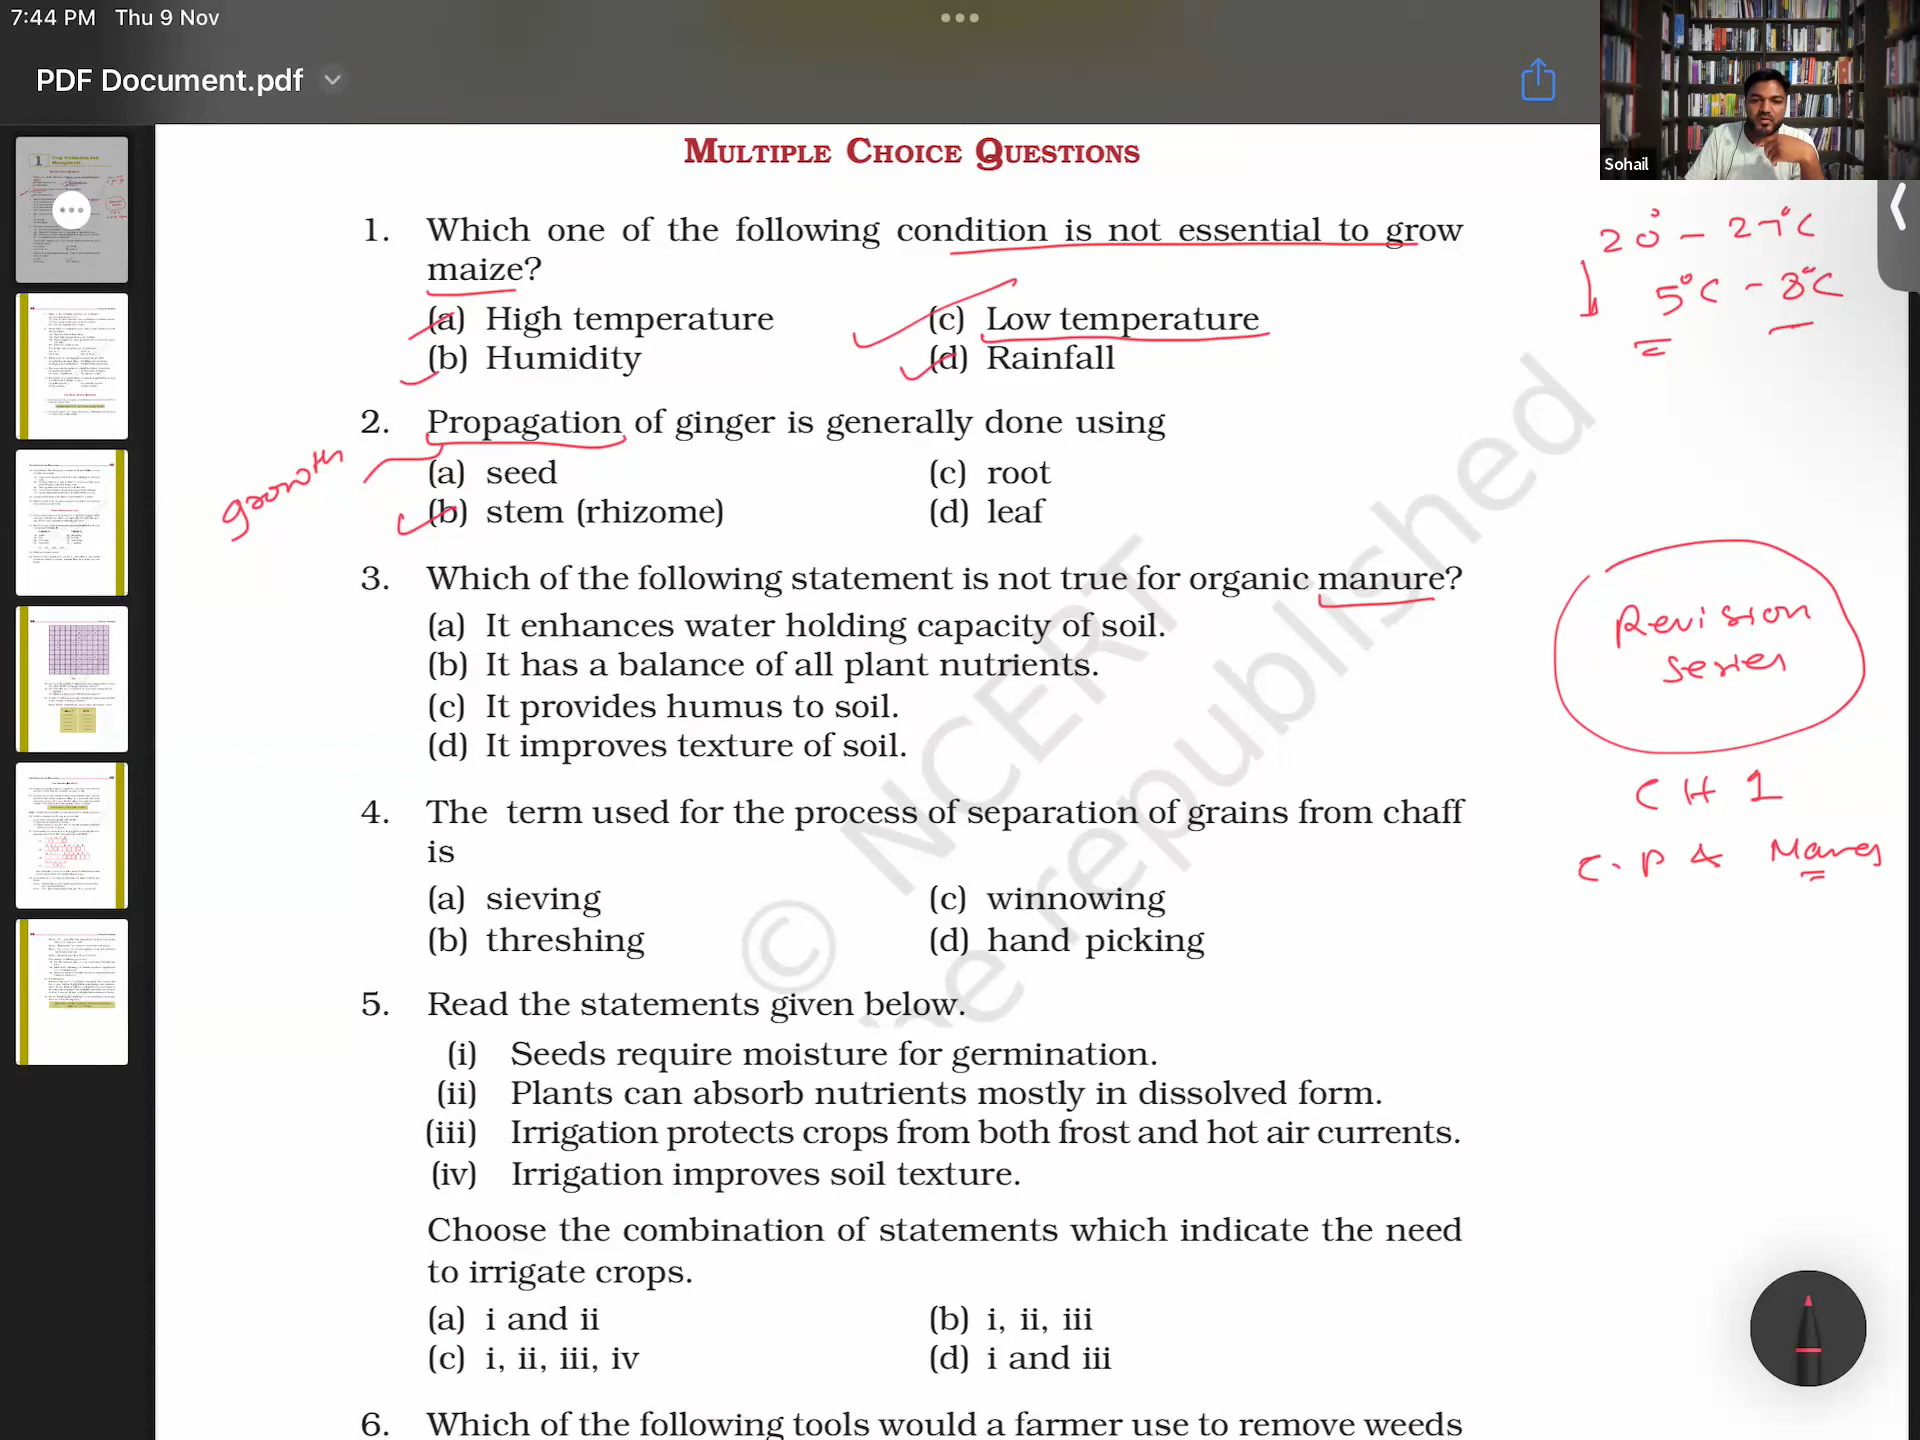 7:44 PM Thu 9 Nov
PDF Document.pdf
Sohail
MULTIPLE CHOICE QUESTIONS
1. Which one of the following condition is not essential to grow
maize?
(a) High temperature (c) Low temperature
(b) Humidity (d) Rainfall
2. Propagation of ginger is generally done using
(a) seed (c) root
(b) stem (rhizome) (d) leaf
growth
3. Which of the following statement is not true for organic manure?
(a) It enhances water holding capacity of soil.
(b) It has a balance of all plant nutrients.
(c) It provides humus to soil.
(d) It improves texture of soil.
4. The term used for the process of separation of grains from chaff
is
(a) sieving (c) winnowing
(b) threshing (d) hand picking
5. Read the statements given below.
(i) Seeds require moisture for germination.
(ii) Plants can absorb nutrients mostly in dissolved form.
(iii) Irrigation protects crops from both frost and hot air currents.
(iv) Irrigation improves soil texture.
Choose the combination of statements which indicate the need
to irrigate crops.
(a) i and ii (b) i, ii, iii
(c) i, ii, iii, iv (d) i and iii
6. Which of the following tools would a farmer use to remove weeds
5°C - 8°C
Revision
series
CH 1
C.P &
© NCERT
republished